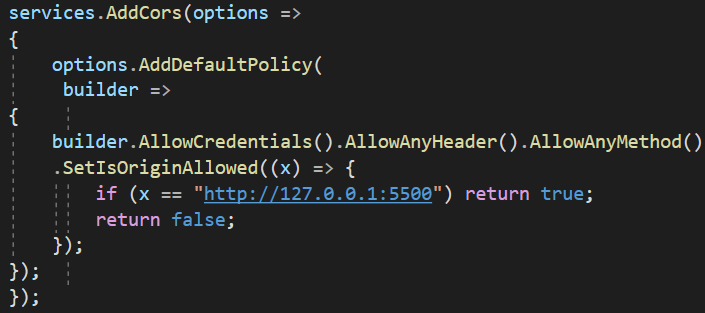 services.AddCors(options =>
{
options.AddDefaultPolicy(
builder =>
{
builder.AllowCredentials().AllowAnyHeader().AllowAnyMethod()
.SetIsOriginAllowed((x) => {
if (x == "http://127.0.0.1:5500") return true;
return false;
});
});
});